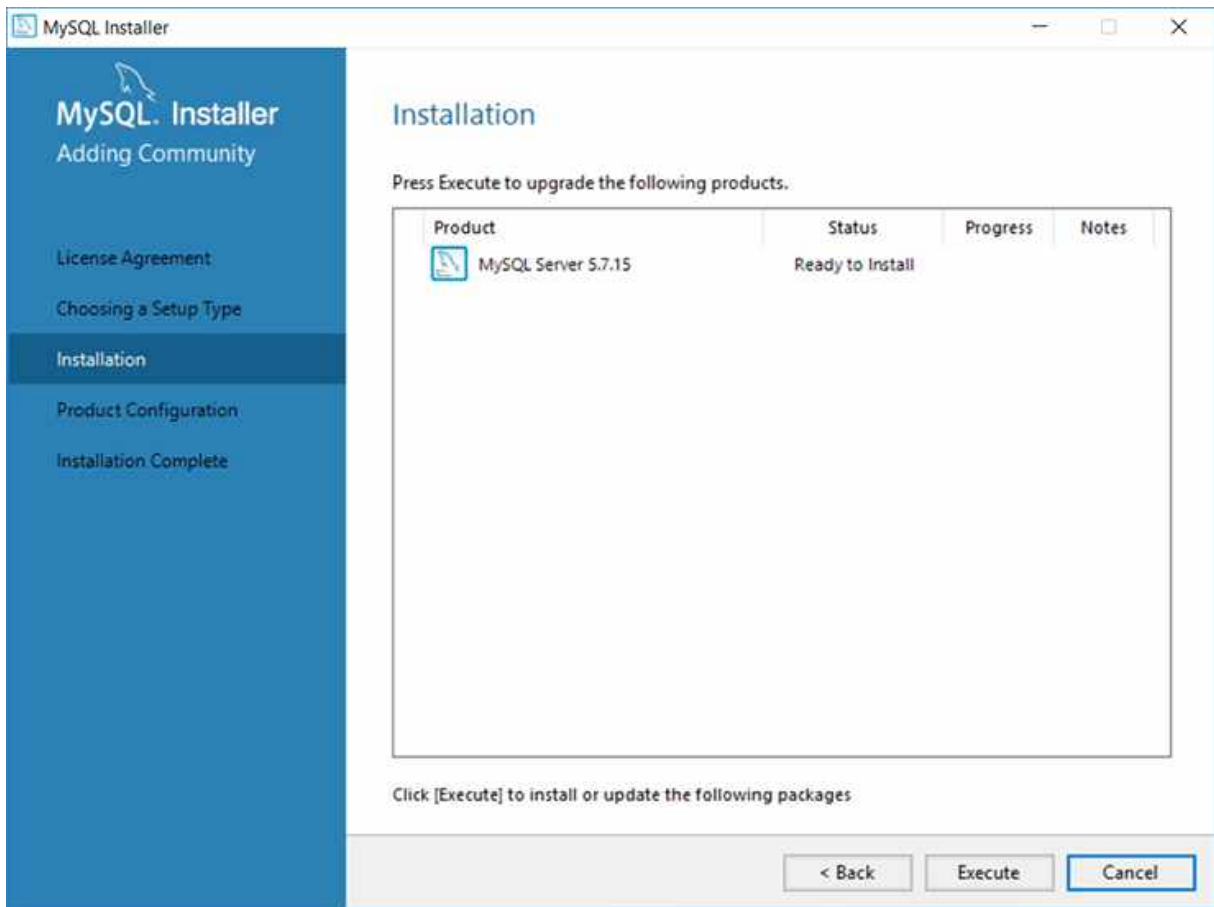 MySQL Installer
MySQL. Installer
Adding Community
License Agreement
Choosing a Setup Type
Installation
Product Configuration
Installation Complete
Installation
Press Execute to upgrade the following products.
Product Status Progress Notes
MySQL Server 5.7.15 Ready to Install
Click [Execute] to install or update the following packages
< Back Execute Cancel